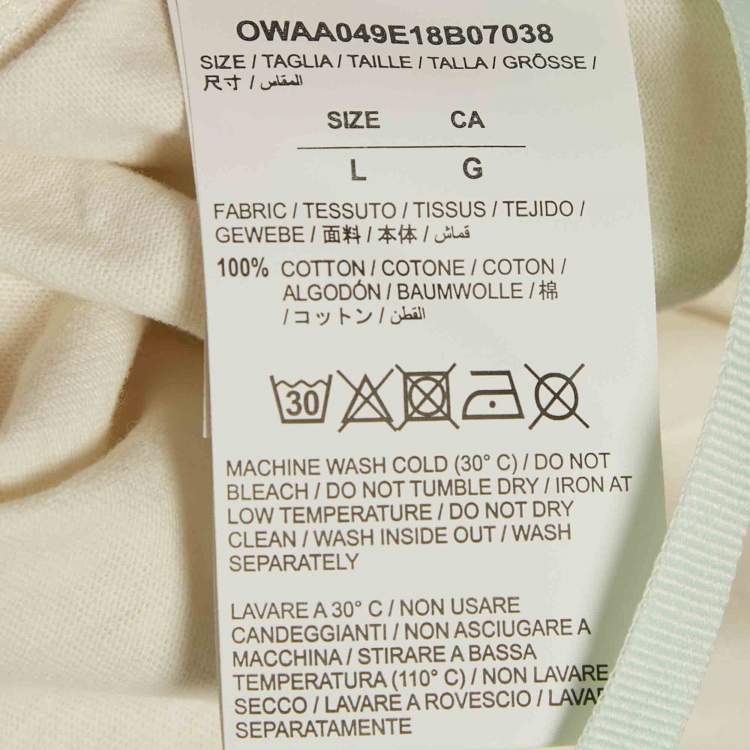 OWAA049E18B07038
SIZE / TAGLIA / TAILLE / TALLA / GRÖSSE /
尺寸 / المقاس
SIZE CA
L G
FABRIC / TESSUTO / TISSUS / TEJIDO /
GEWEBE / 面料 / 本体 / قماش
100% COTTON / COTONE / COTON /
ALGODÓN / BAUMWOLLE / 棉
/ コットン / القطن
30
MACHINE WASH COLD (30° C) / DO NOT
BLEACH / DO NOT TUMBLE DRY / IRON AT
LOW TEMPERATURE / DO NOT DRY
CLEAN / WASH INSIDE OUT / WASH
SEPARATELY
LAVARE A 30° C / NON USARE
CANDEGGIANTI / NON ASCIUGARE A
MACCHINA / STIRARE A BASSA
TEMPERATURA (110° C) / NON LAVARE
SECCO / LAVARE A ROVESCIO / LAVAR
SEPARATAMENTE